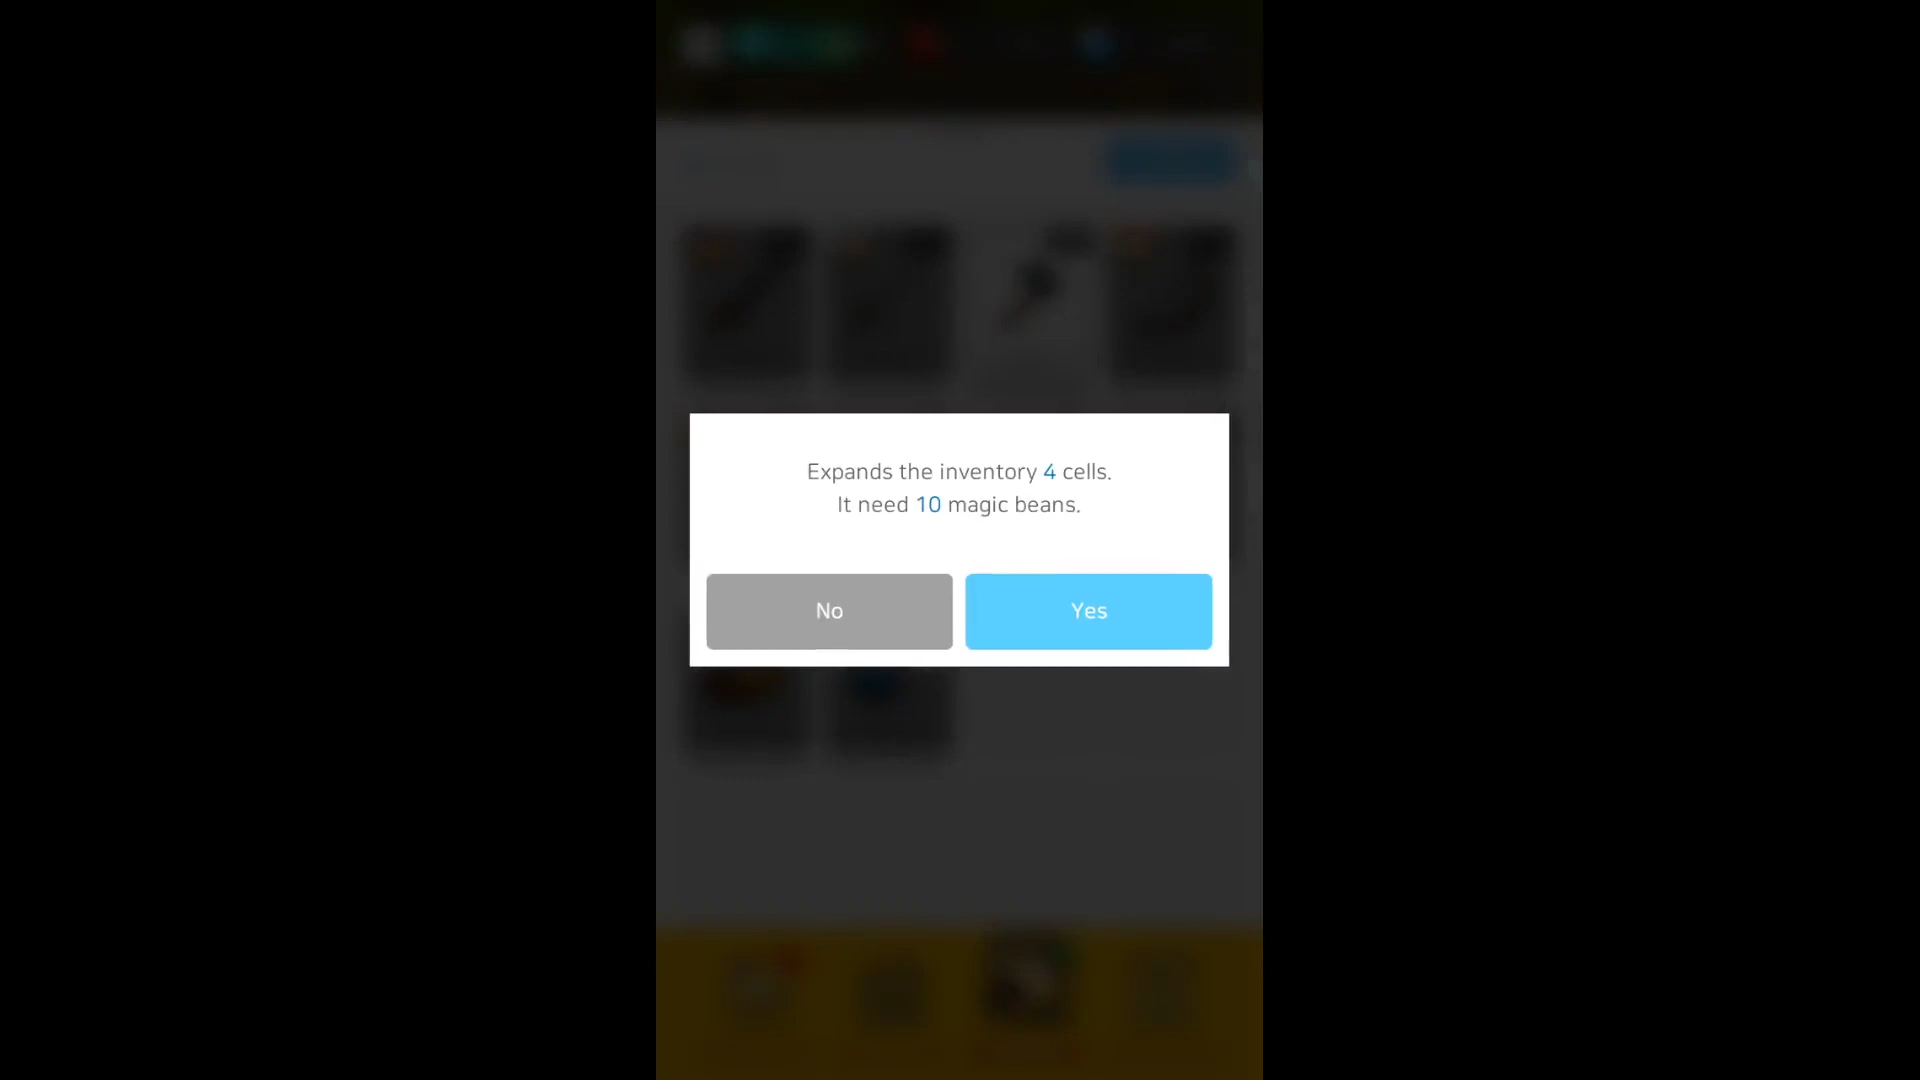 Expands the inventory 4 cells.
It need 10 magic beans.
No
Yes